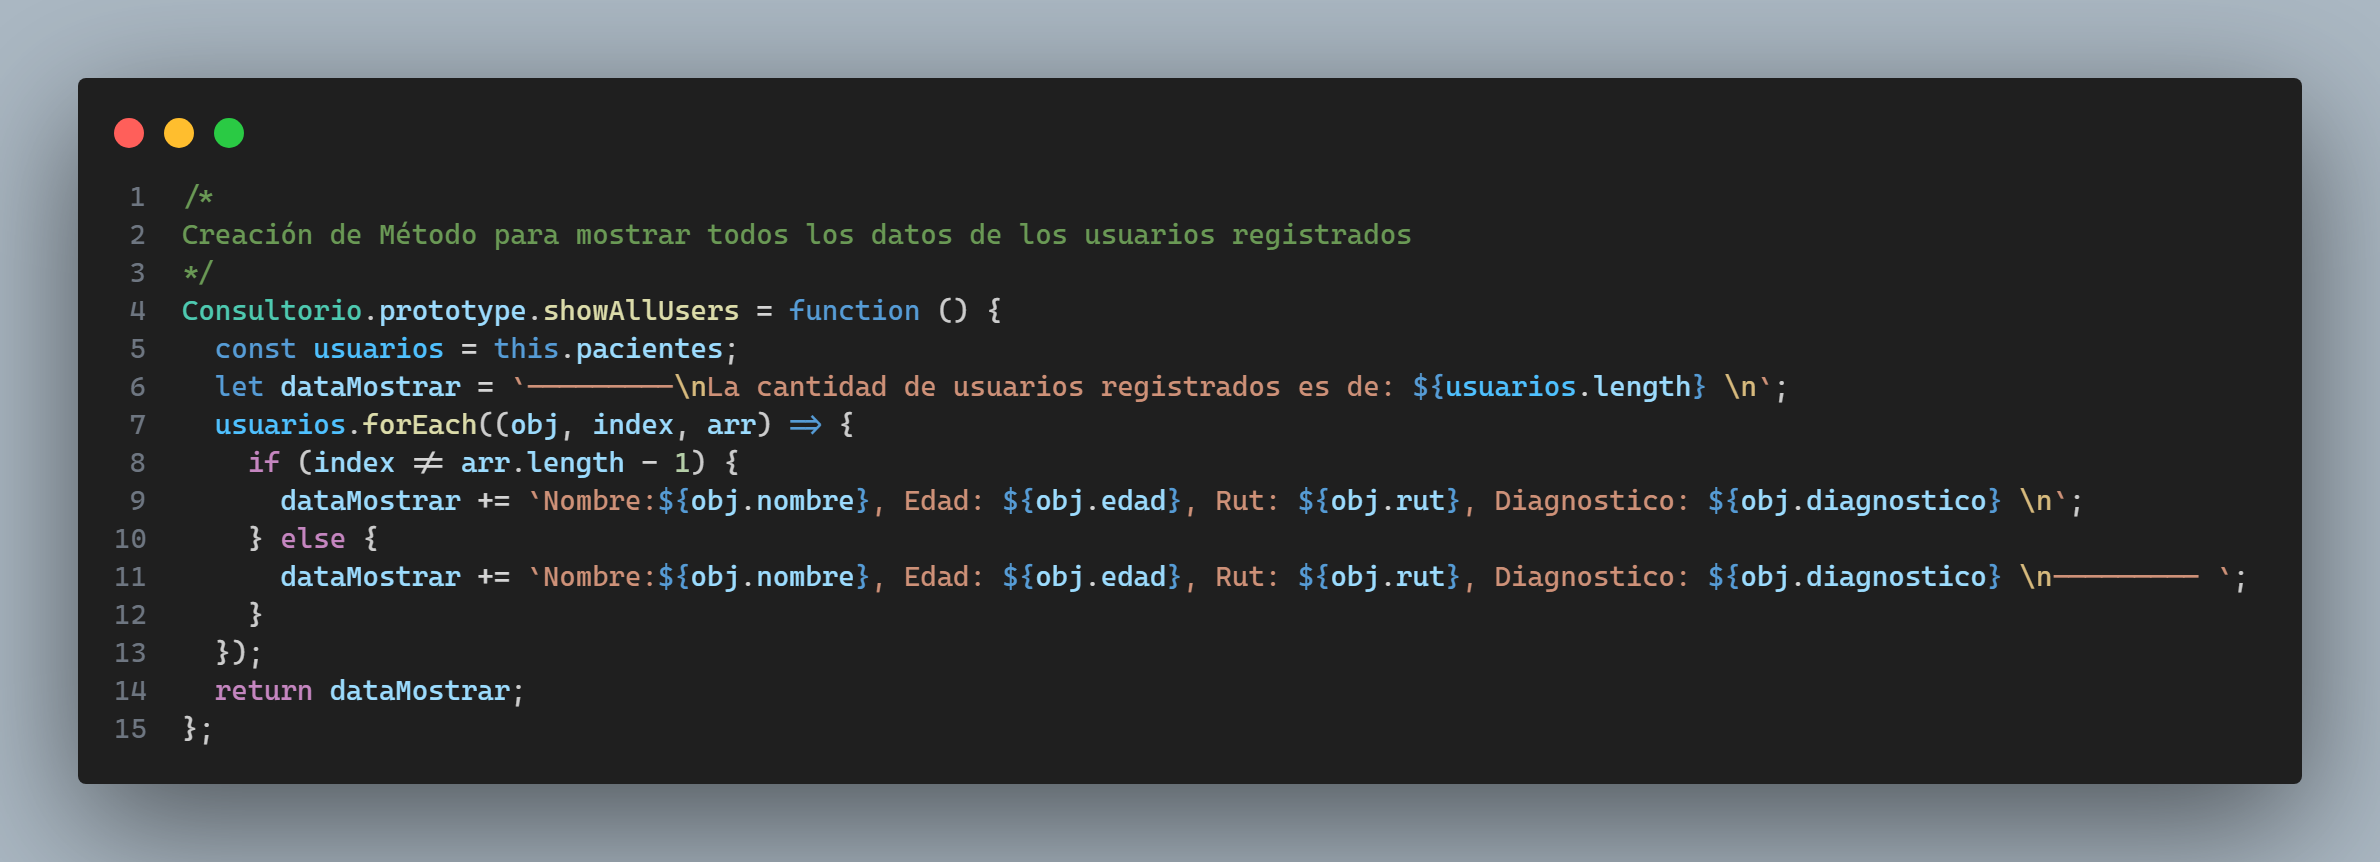 1 /*
2 Creación de Método para mostrar todos los datos de los usuarios registrados
3 */
4 Consultorio.prototype.showAllUsers = function () {
5   const usuarios = this.pacientes;
6   let dataMostrar = `---------\nLa cantidad de usuarios registrados es de: ${usuarios.length} \n`;
7   usuarios.forEach((obj, index, arr) => {
8     if (index != arr.length - 1) {
9       dataMostrar += `Nombre:${obj.nombre}, Edad: ${obj.edad}, Rut: ${obj.rut}, Diagnostico: ${obj.diagnostico} \n`;
10     } else {
11       dataMostrar += `Nombre:${obj.nombre}, Edad: ${obj.edad}, Rut: ${obj.rut}, Diagnostico: ${obj.diagnostico} \n--------- `;
12     }
13   });
14   return dataMostrar;
15 };